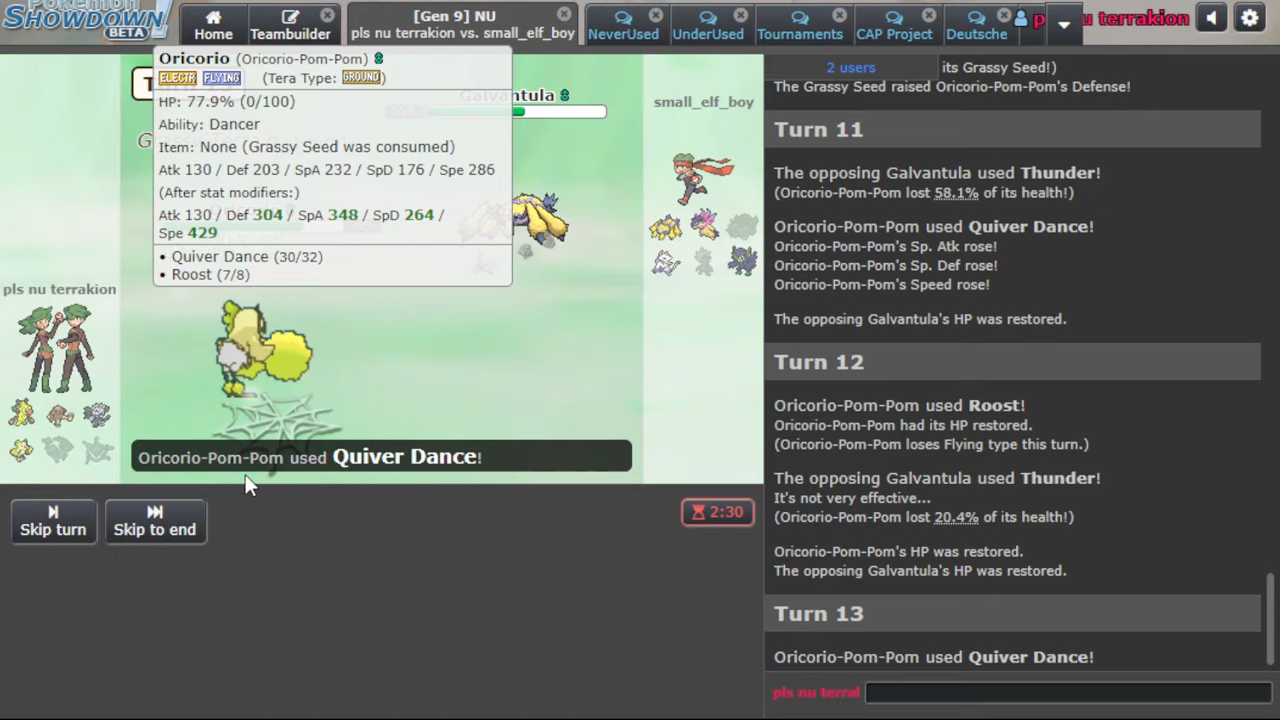 Pokémon
SHOWDOWN
BETA!
Home
Teambuilder
[Gen 9] NU
pls nu terrakion vs. small_elf_boy
NeverUsed
UnderUsed
Tournaments
CAP Project
Deutsche
u terrakion
Oricorio (Oricorio-Pom-Pom)
ELECTR FLYING (Tera Type: GROUND)
HP: 77.9% (0/100)
Ability: Dancer
Item: None (Grassy Seed was consumed)
Atk 130 / Def 203 / SpA 232 / SpD 176 / Spe 286
(After stat modifiers:)
Atk 130 / Def 304 / SpA 348 / SpD 264 /
Spe 429
• Quiver Dance (30/32)
• Roost (7/8)
Galvantula
small_elf_boy
pls nu terrakion
Oricorio-Pom-Pom used Quiver Dance!
Skip turn
Skip to end
2:30
2 users
its Grassy Seed!)
The Grassy Seed raised Oricorio-Pom-Pom's Defense!
Turn 11
The opposing Galvantula used Thunder!
(Oricorio-Pom-Pom lost 58.1% of its health!)
Oricorio-Pom-Pom used Quiver Dance!
Oricorio-Pom-Pom's Sp. Atk rose!
Oricorio-Pom-Pom's Sp. Def rose!
Oricorio-Pom-Pom's Speed rose!
The opposing Galvantula's HP was restored.
Turn 12
Oricorio-Pom-Pom used Roost!
Oricorio-Pom-Pom had its HP restored.
(Oricorio-Pom-Pom loses Flying type this turn.)
The opposing Galvantula used Thunder!
It's not very effective...
(Oricorio-Pom-Pom lost 20.4% of its health!)
Oricorio-Pom-Pom's HP was restored.
The opposing Galvantula's HP was restored.
Turn 13
Oricorio-Pom-Pom used Quiver Dance!
pls nu terral